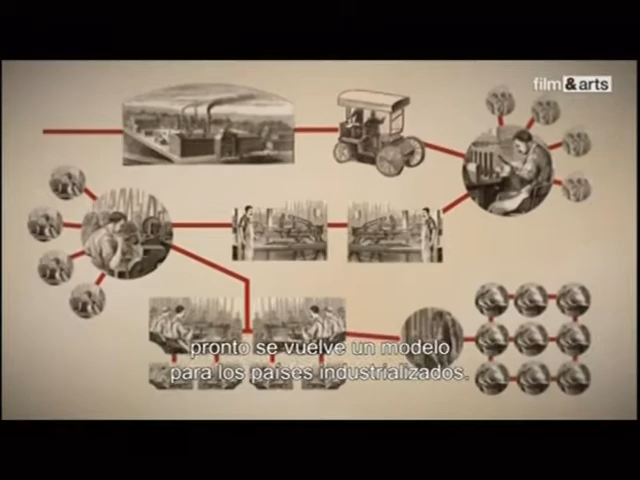 film&arts
pronto se vuelve un modelo
para los países industrializados.